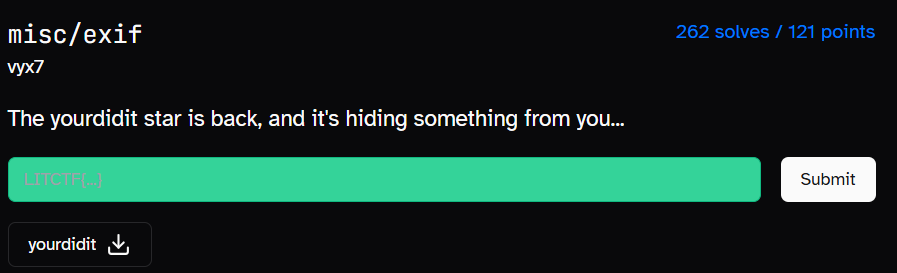 misc/exif
262 solves / 121 points
vyx7
The yourdidit star is back, and it's hiding something from you...
LITCTF{...}
Submit
yourdidit